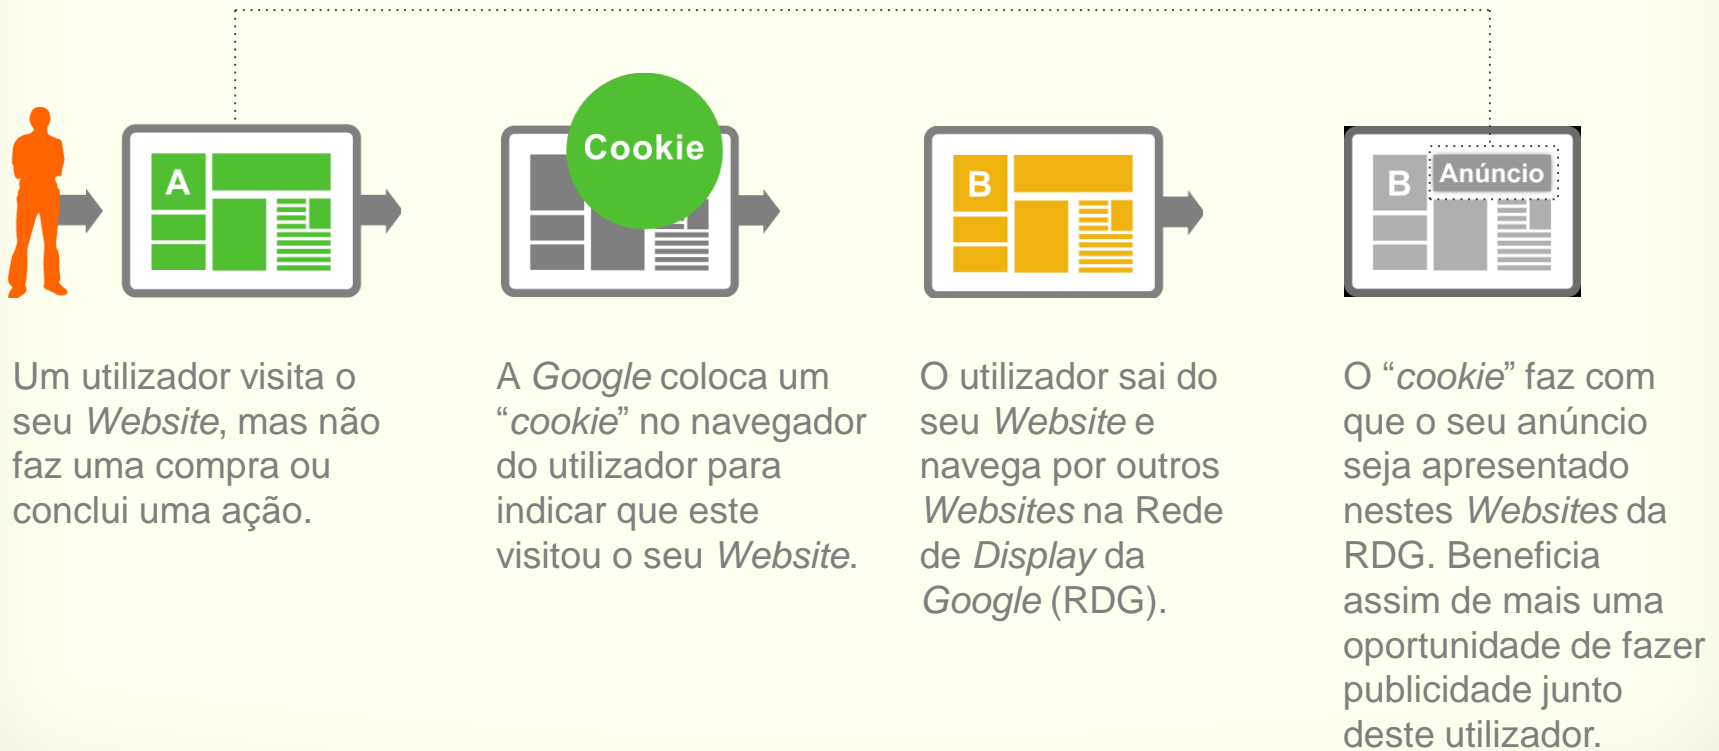 A
Cookie
B
B
Anúncio
Um utilizador visita o
seu Website, mas não
faz uma compra ou
conclui uma ação.
A Google coloca um
“cookie” no navegador
do utilizador para
indicar que este
visitou o seu Website.
O utilizador sai do
seu Website e
navega por outros
Websites na Rede
de Display da
Google (RDG).
O “cookie” faz com
que o seu anúncio
seja apresentado
nestes Websites da
RDG. Beneficia
assim de mais uma
oportunidade de fazer
publicidade junto
deste utilizador.